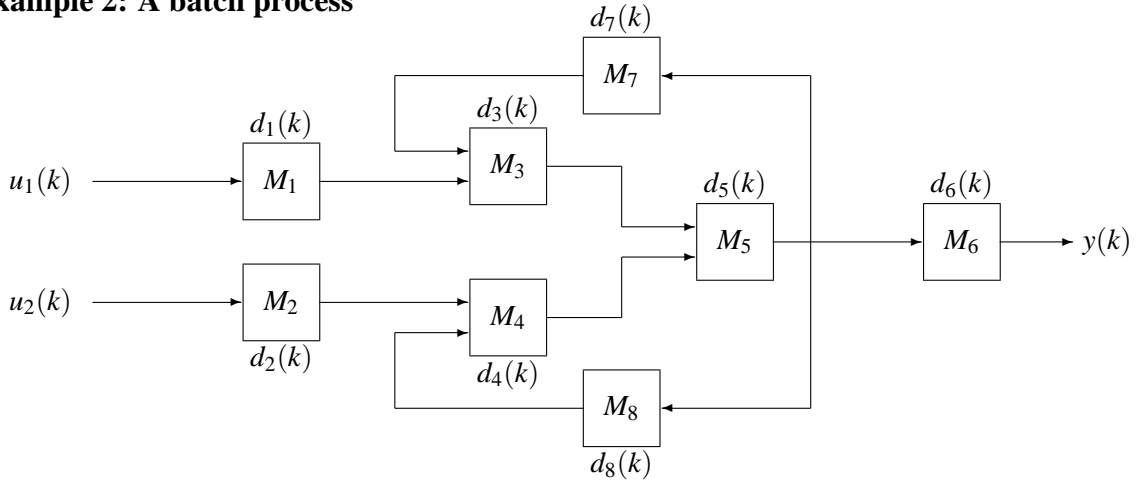 xample 2: A batch process
d₇(k)
M₇
d₁(k)
d₃(k)
u₁(k)
M₁
M₃
d₅(k)
d₆(k)
M₅
M₆
y(k)
u₂(k)
M₂
M₄
d₂(k)
d₄(k)
M₈
d₈(k)